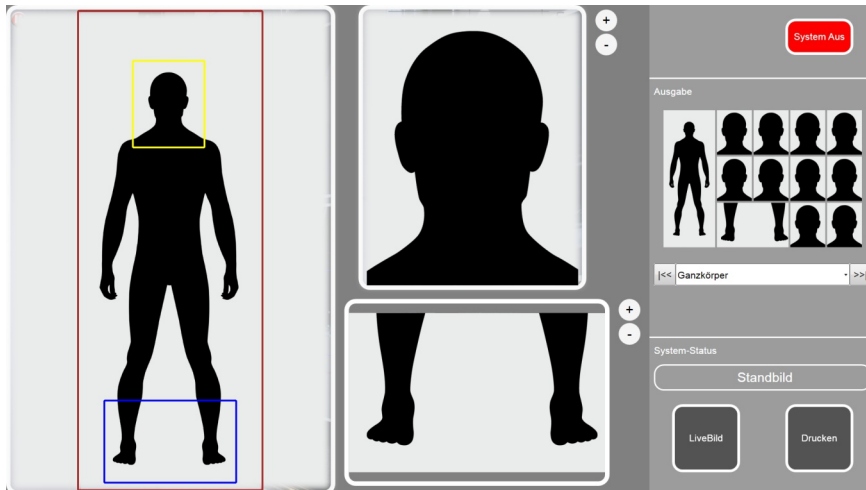 +
-
+
-
System Aus
Ausgabe
|<< Ganzkörper >>|
System-Status
Standbild
LiveBild
Drucken